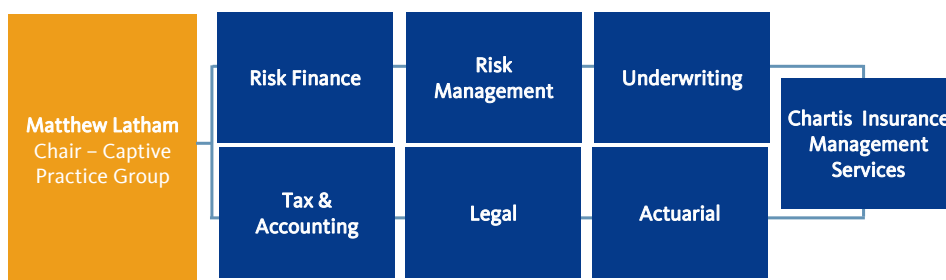 Matthew Latham
Chair – Captive
Practice Group
Risk Finance
Risk
Management
Underwriting
Tax &
Accounting
Legal
Actuarial
Chartis Insurance
Management
Services